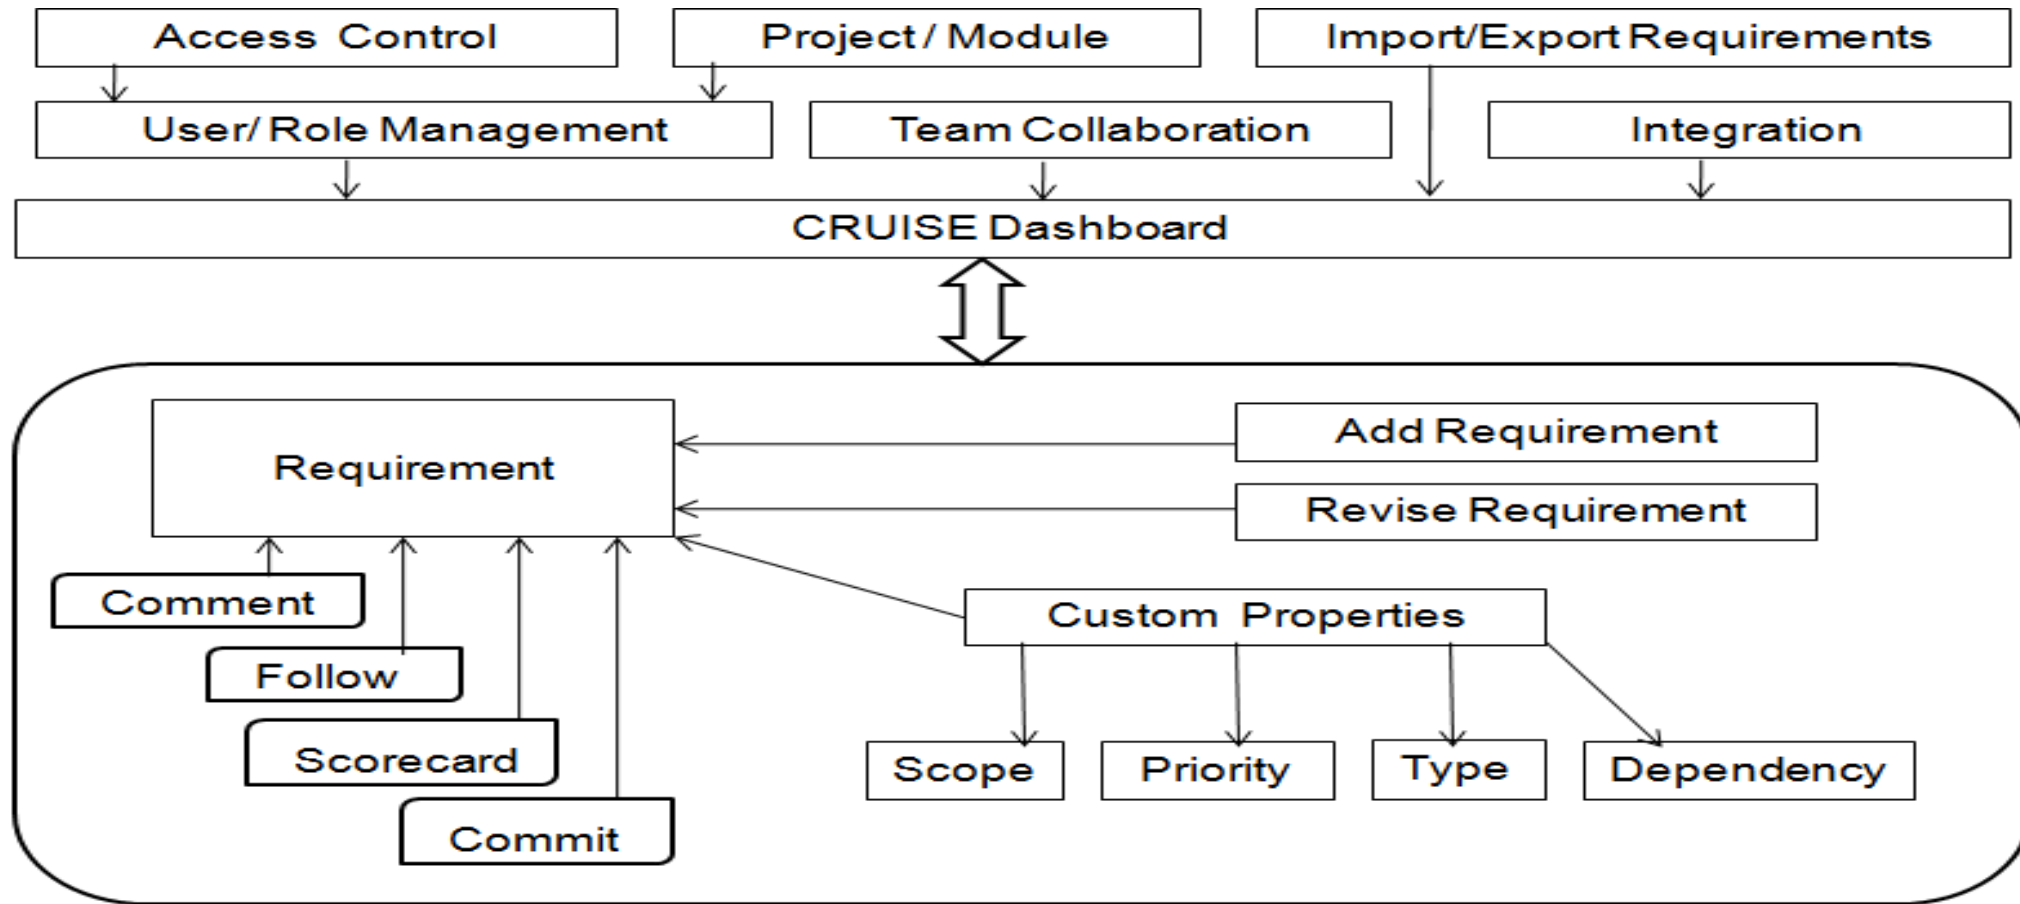 Access Control
Project / Module
Import/Export Requirements
User/ Role Management
Team Collaboration
Integration
CRUISE Dashboard
Requirement
Add Requirement
Revise Requirement
Comment
Custom Properties
Follow
Scorecard
Scope
Priority
Type
Dependency
Commit